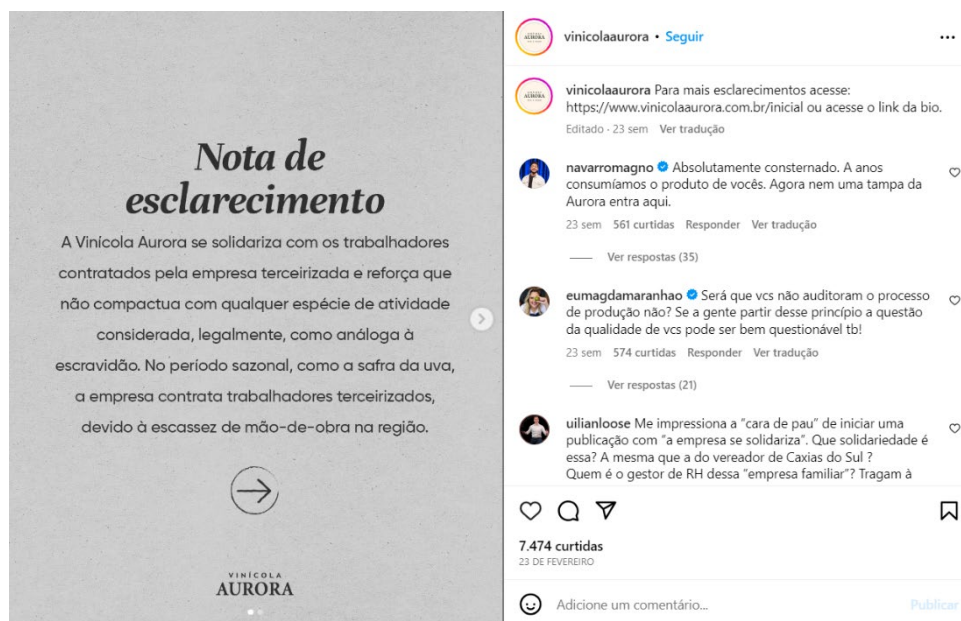 Nota de
esclarecimento
A Vinícola Aurora se solidariza com os trabalhadores
contratados pela empresa terceirizada e reforça que
não compactua com qualquer espécie de atividade
considerada, legalmente, como análoga à
escravidão. No período sazonal, como a safra da uva,
a empresa contrata trabalhadores terceirizados,
devido à escassez de mão-de-obra na região.
VINÍCOLA
AURORA
vinicolaaurora • Seguir
vinicolaaurora Para mais esclarecimentos acesse:
https://www.vinicolaaurora.com.br/inicial ou acesse o link da bio.
Editado · 23 sem Ver tradução
navarromagno Absolutamente consternado. A anos
consumíamos o produto de vocês. Agora nem uma tampa da
Aurora entra aqui.
23 sem 561 curtidas Responder Ver tradução
Ver respostas (35)
eumagdamaranhao Será que vcs não auditoram o processo
de produção não? Se a gente partir desse princípio a questão
da qualidade de vcs pode ser bem questionável tb!
23 sem 574 curtidas Responder Ver tradução
Ver respostas (21)
uilianloose Me impressiona a "cara de pau" de iniciar uma
publicação com "a empresa se solidariza". Que solidariedade é
essa? A mesma que a do vereador de Caxias do Sul ?
Quem é o gestor de RH dessa "empresa familiar"? Tragam à
7.474 curtidas
23 DE FEVEREIRO
Adicione um comentário...
Publicar